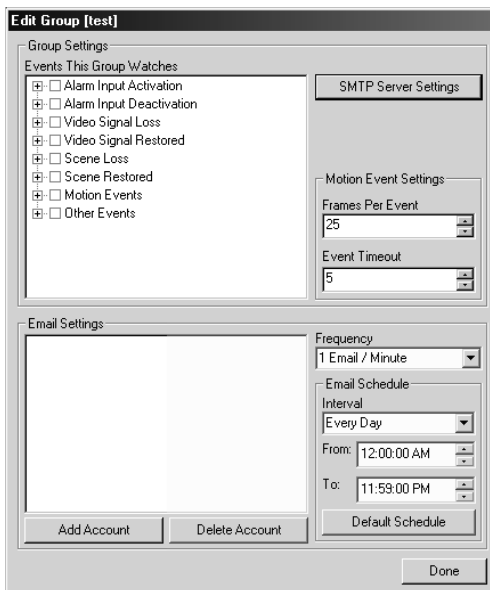 Edit Group [test]
Group Settings
Events This Group Watches
Alarm Input Activation
Alarm Input Deactivation
Video Signal Loss
Video Signal Restored
Scene Loss
Scene Restored
Motion Events
Other Events
SMTP Server Settings
Motion Event Settings
Frames Per Event
25
Event Timeout
5
Email Settings
Add Account
Delete Account
Frequency
1 Email / Minute
Email Schedule
Interval
Every Day
From: 12:00:00 AM
To: 11:59:00 PM
Default Schedule
Done